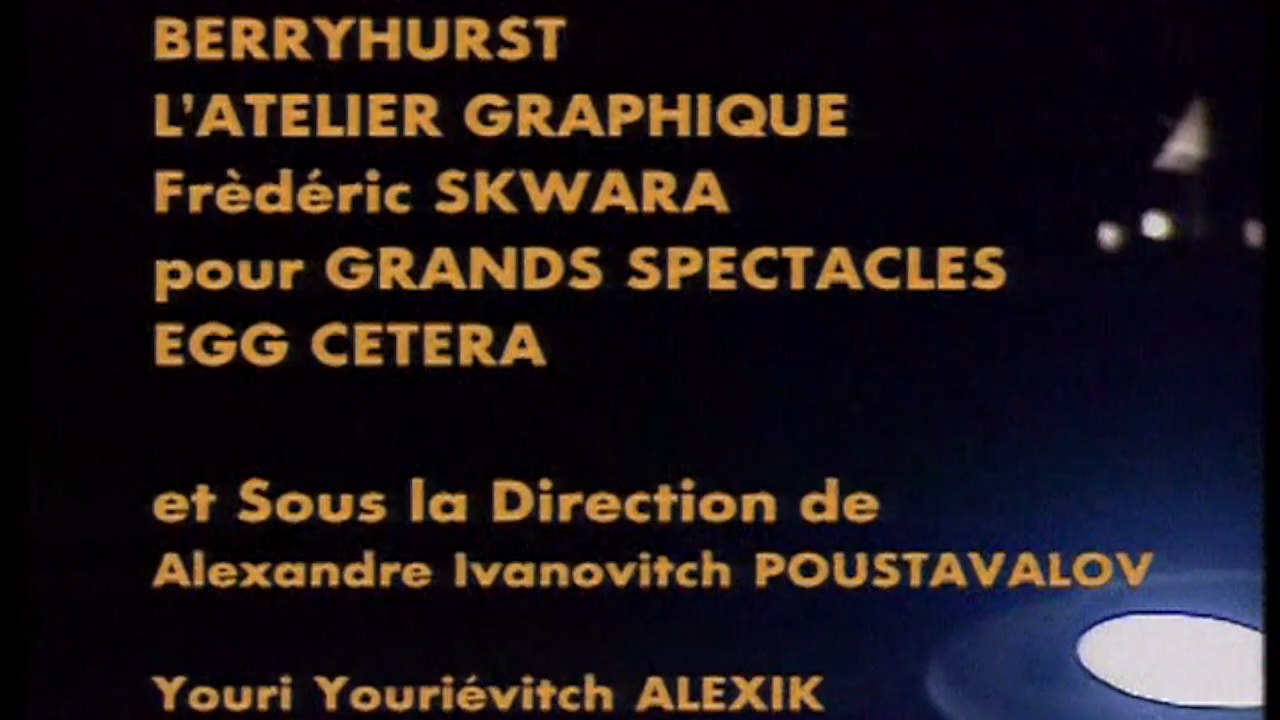 BERRYHURST
L'ATELIER GRAPHIQUE
Frèdéric SKWARA
pour GRANDS SPECTACLES
EGG CETERA
et Sous la Direction de
Alexandre Ivanovitch POUSTAVALOV
Youri Youriévitch ALEXIK